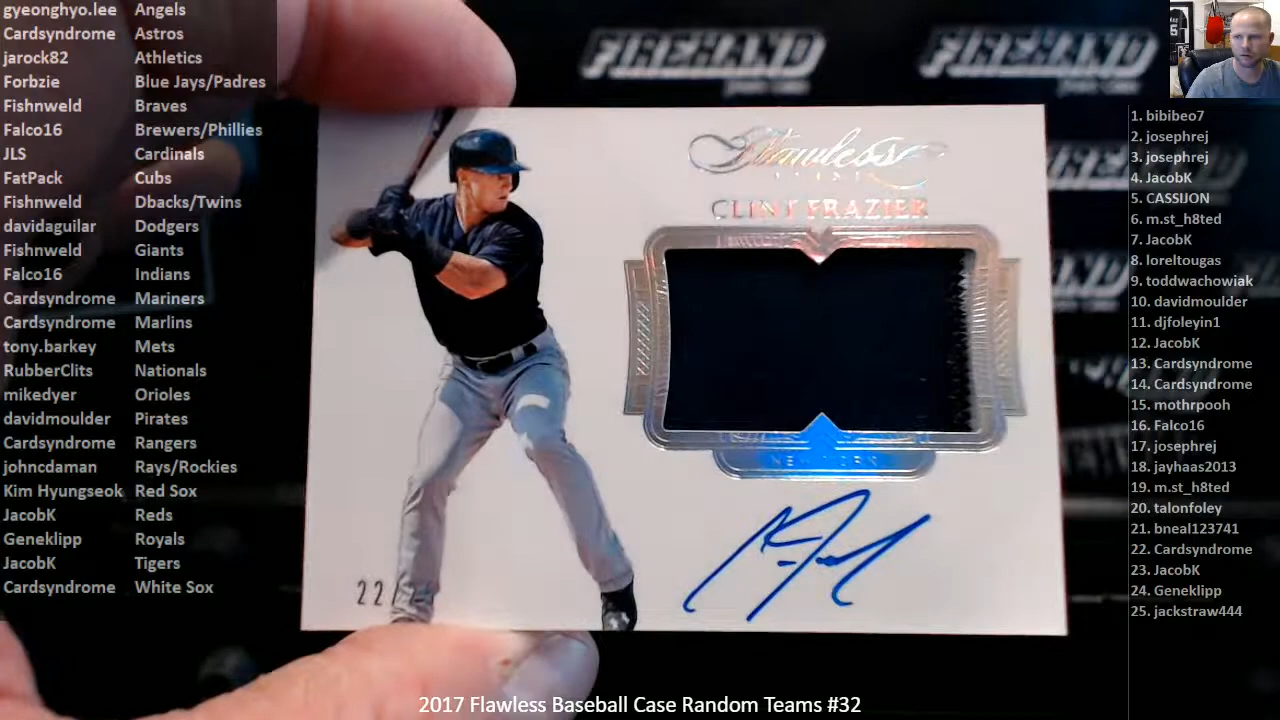 gyeonghyo.lee Angels
Cardsyndrome Astros
jarock82 Athletics
Forbzie Blue Jays/Padres
Fishnweld Braves
Falco16 Brewers/Phillies
JLS Cardinals
FatPack Cubs
Fishnweld Dbacks/Twins
davidaguilar Dodgers
Fishnweld Giants
Falco16 Indians
Cardsyndrome Mariners
Cardsyndrome Marlins
tony.barkey Mets
RubberClits Nationals
mikedyer Orioles
davidmoulder Pirates
Cardsyndrome Rangers
johncdaman Rays/Rockies
Kim Hyungseok Red Sox
JacobK Reds
Geneklipp Royals
JacobK Tigers
Cardsyndrome White Sox
FIREHAND
FIREHAND
Flawless
CLINT FRAZIER
NEW YORK
22/
1. bibibeo7
2. josephrej
3. josephrej
4. JacobK
5. CASSIJON
6. m.st_h8ted
7. JacobK
8. loreltougas
9. toddwachowiak
10. davidmoulder
11. djfoleyin1
12. JacobK
13. Cardsyndrome
14. Cardsyndrome
15. mothrpooh
16. Falco16
17. josephrej
18. jayhaas2013
19. m.st_h8ted
20. talonfoley
21. bneal123741
22. Cardsyndrome
23. JacobK
24. Geneklipp
25. jackstraw444
2017 Flawless Baseball Case Random Teams #32